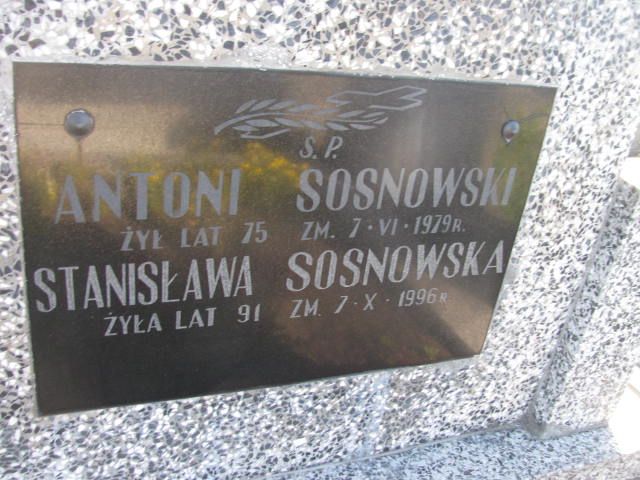 S.P.
ANTONI SOSNOWSKI
ŻYŁ LAT 75 ZM. 7·VI·1979R.
STANISŁAWA SOSNOWSKA
ŻYŁA LAT 91 ZM. 7·X·1996R.